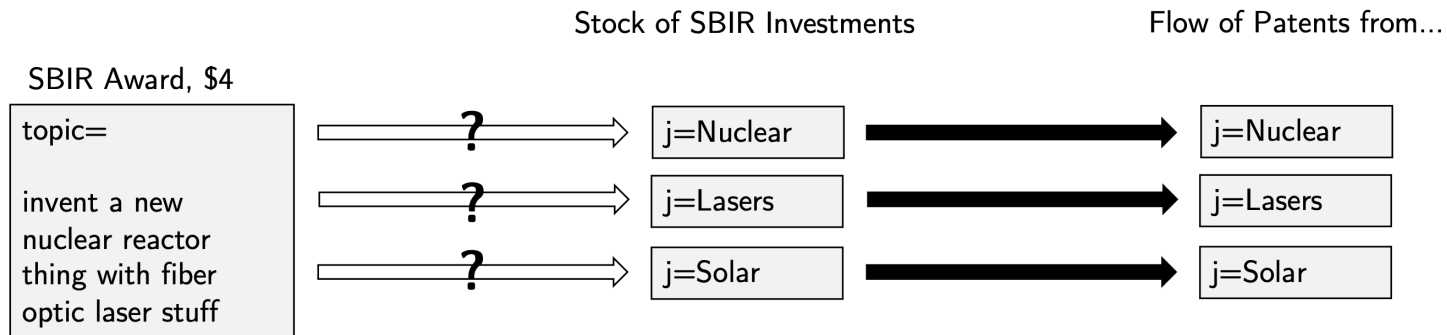 Stock of SBIR Investments
Flow of Patents from...
SBIR Award, $4
topic=
invent a new
nuclear reactor
thing with fiber
optic laser stuff
?
j=Nuclear
j=Nuclear
?
j=Lasers
j=Lasers
?
j=Solar
j=Solar